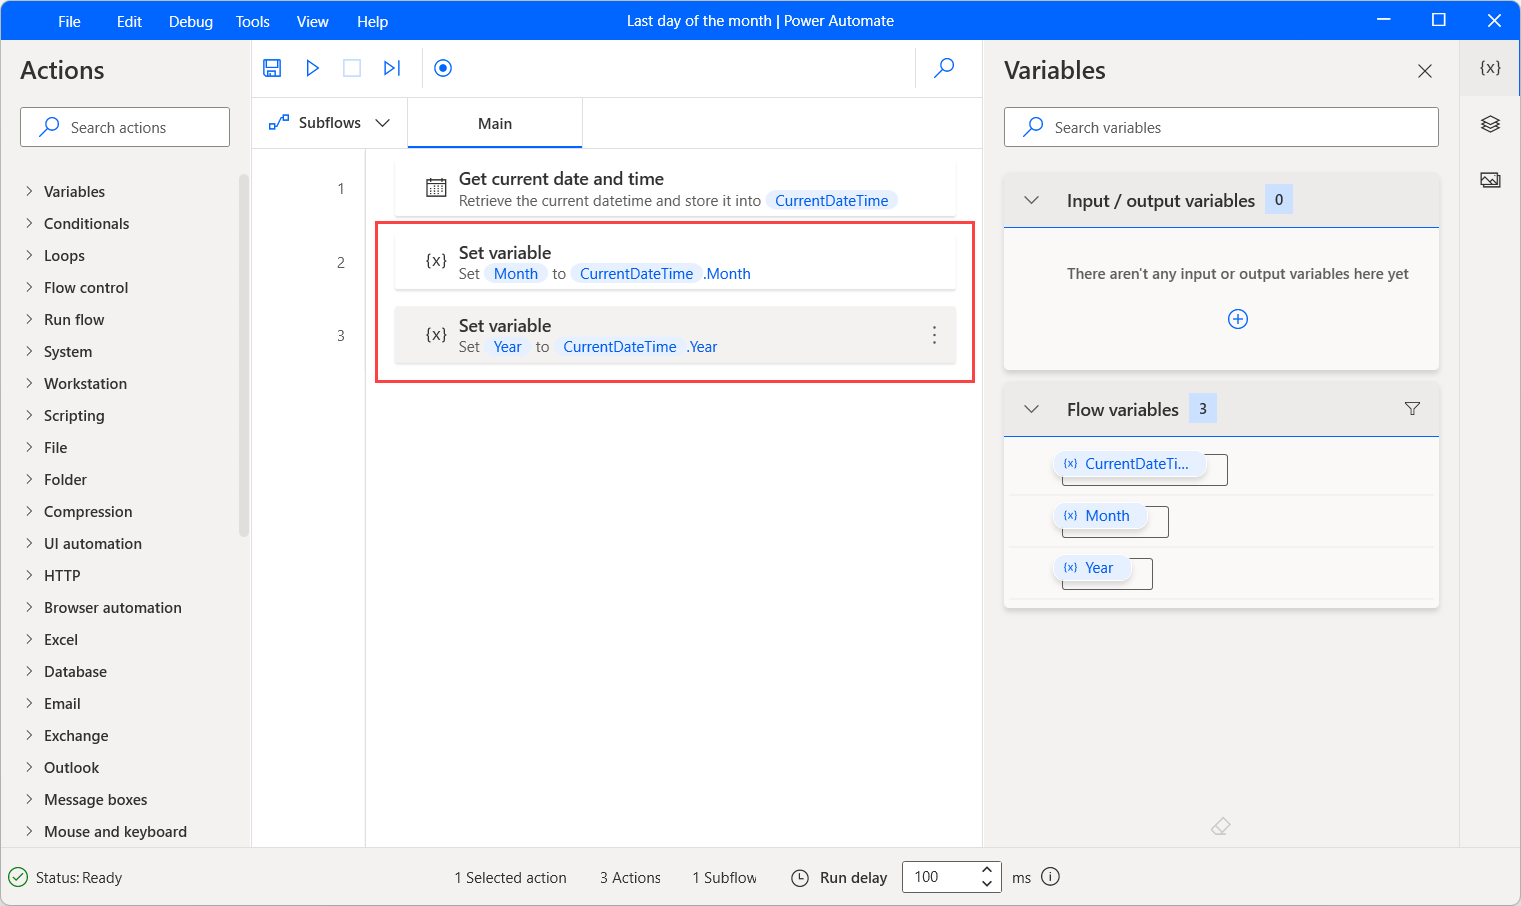 File Edit Debug Tools View Help Last day of the month | Power Automate
Actions
Search actions
Variables
Conditionals
Loops
Flow control
Run flow
System
Workstation
Scripting
File
Folder
Compression
UI automation
HTTP
Browser automation
Excel
Database
Email
Exchange
Outlook
Message boxes
Mouse and keyboard
Subflows
Main
1
Get current date and time
Retrieve the current datetime and store it into CurrentDateTime
2
{x}
Set variable
Set Month to CurrentDateTime .Month
3
{x}
Set variable
Set Year to CurrentDateTime .Year
Variables
{x}
Search variables
Input / output variables 0
There aren't any input or output variables here yet
Flow variables 3
{x} CurrentDateTi...
{x} Month
{x} Year
Status: Ready 1 Selected action 3 Actions 1 Subflow Run delay 100 ms